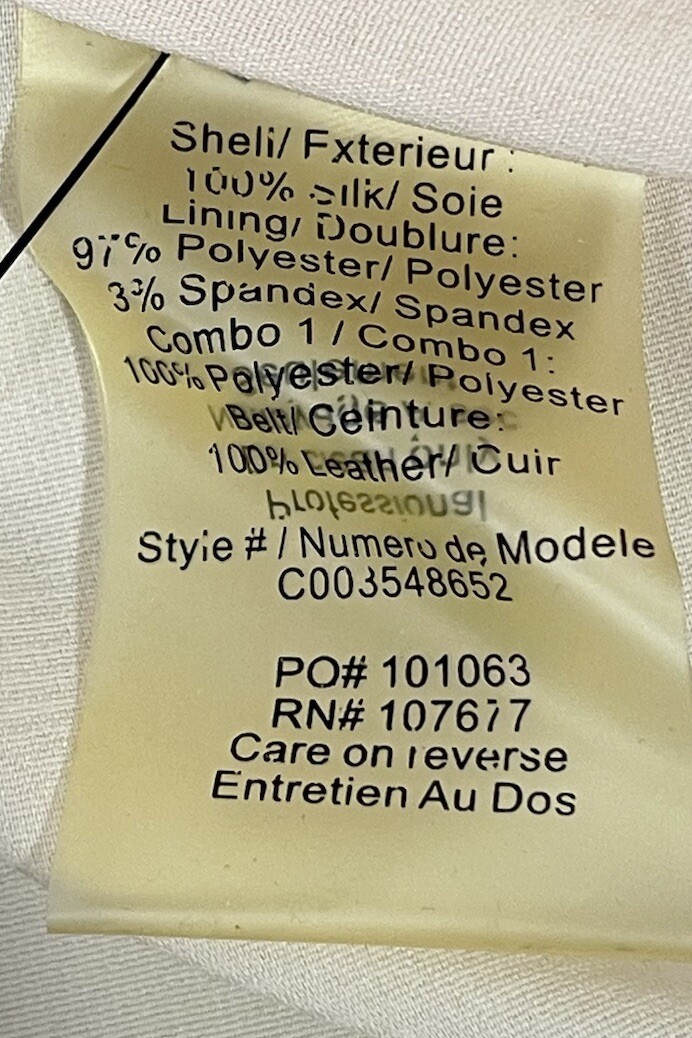 Shell/ Exterieur :
100% Silk/ Soie
Lining/ Doublure:
97% Polyester/ Polyester
3% Spandex/ Spandex
Combo 1 / Combo 1:
100% Polyester/ Polyester
Belt/ Ceinture:
100% Leather/ Cuir
professional
Style # / Numero de Modele
C003548652
PO# 101063
RN# 107677
Care on reverse
Entretien Au Dos